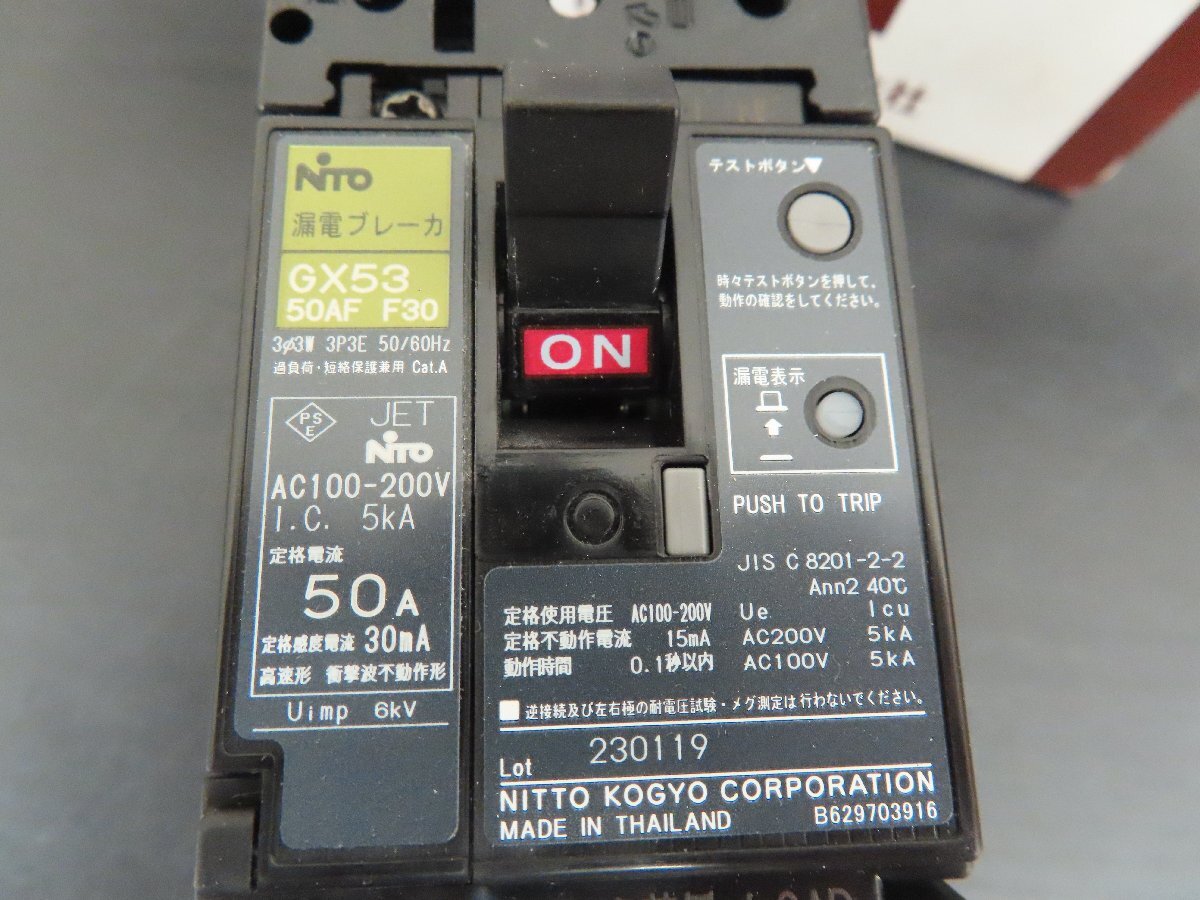 NITO
漏電ブレーカ
GX53
50AF F30
3φ3W 3P3E 50/60Hz
過負荷・短絡保護兼用 Cat.A
PS
E
JET
NITO
AC100-200V
I.C. 5kA
定格電流
50A
定格感度電流 30mA
高速形 衝撃波不動作形
Uimp 6kV
ON
テストボタン▼
時々テストボタンを押して、
動作の確認をしてください。
漏電表示
PUSH TO TRIP
JIS C 8201-2-2
Ann2 40℃
定格使用電圧 AC100-200V Ue Icu
定格不動作電流 15mA AC200V 5kA
動作時間 0.1秒以内 AC100V 5kA
■逆接続及び左右極の耐電圧試験・メグ測定は行わないでください。
Lot 230119
NITTO KOGYO CORPORATION
MADE IN THAILAND B629703916